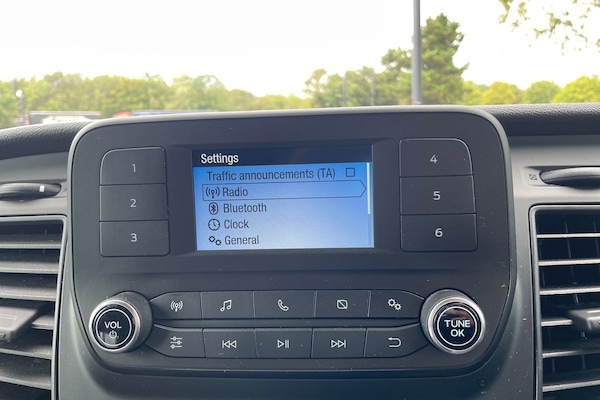 Settings
Traffic announcements (TA)
Radio
Bluetooth
Clock
General
1
2
3
4
5
6
VOL
TUNE
OK